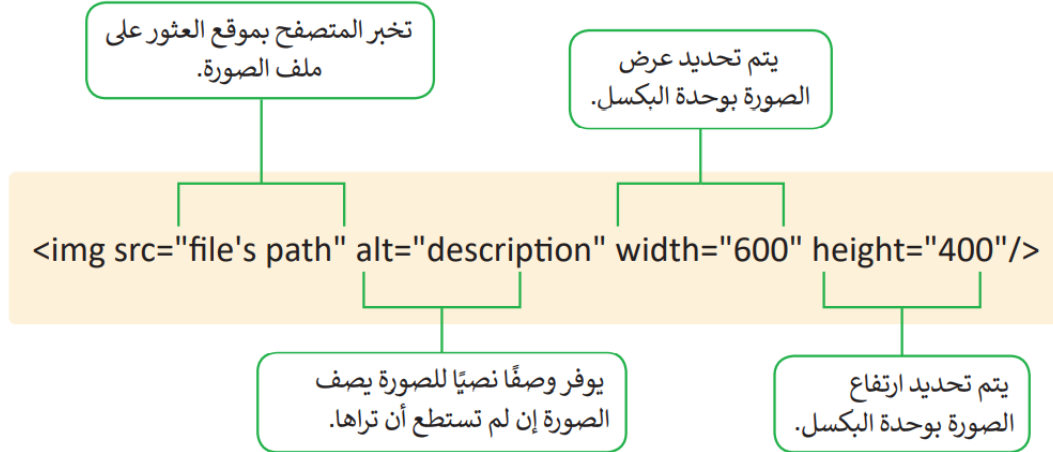 تخبر المتصفح بموقع العثور على
ملف الصورة.
يتم تحديد عرض
الصورة بوحدة البكسل.
<img src="file's path" alt="description" width="600" height="400"/>
يوفر وصفًا نصيًا للصورة يصف
الصورة إن لم تستطع أن تراها.
يتم تحديد ارتفاع
الصورة بوحدة البكسل.